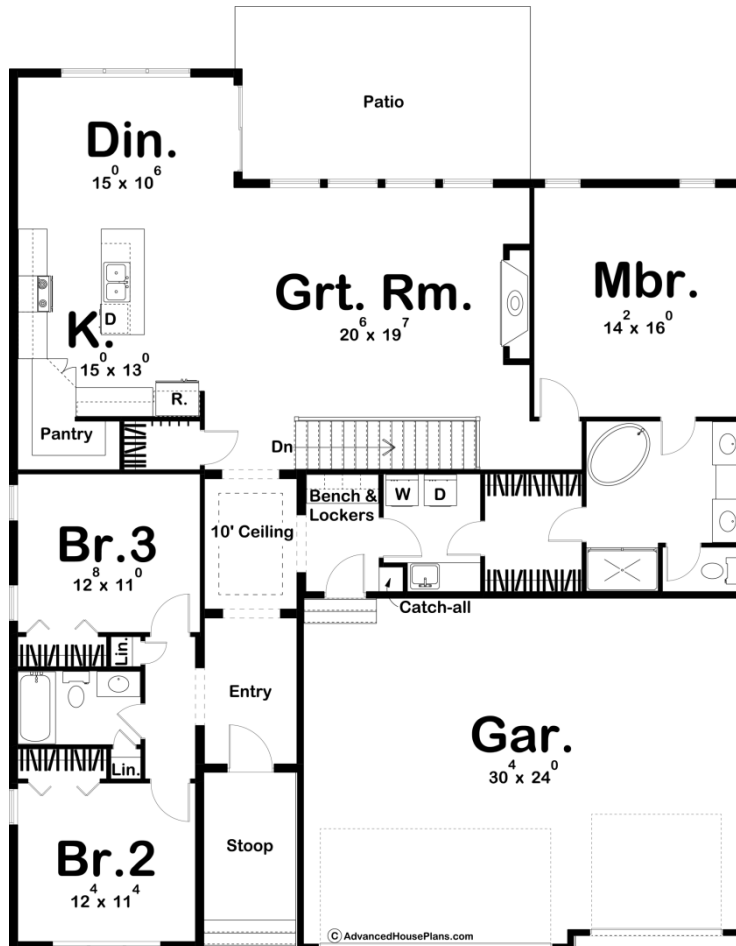 Patio
Din.
15⁰ x 10⁶
Grt. Rm.
20⁶ x 19⁷
Mbr.
14² x 16⁰
D
K.
15⁰ x 13⁰
R.
Pantry
Dn
Bench &
Lockers
W
D
10' Ceiling
Br.3
12⁸ x 11⁰
Catch-all
Lin.
Entry
Gar.
30⁴ x 24⁰
Lin.
Stoop
Br.2
12⁴ x 11⁴
© AdvancedHousePlans.com